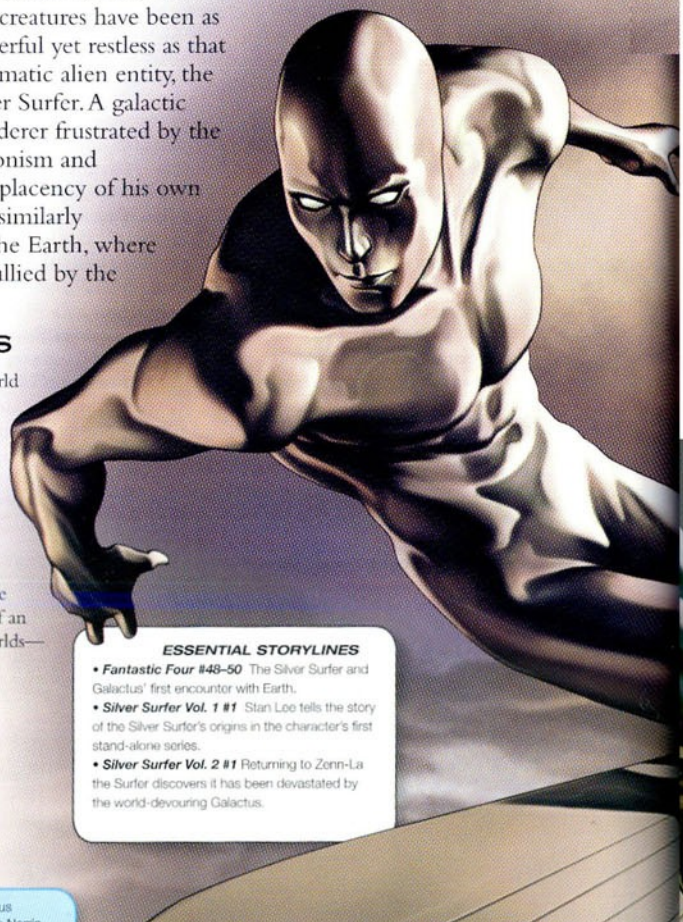 creatures have been as
erful yet restless as that
matic alien entity, the
er Surfer. A galactic
derer frustrated by the
onism and
placency of his own
similarly
he Earth, where
llied by the
S
rld
e
f an
rlds—
ESSENTIAL STORYLINES
• Fantastic Four #48–50 The Silver Surfer and
Galactus' first encounter with Earth.
• Silver Surfer Vol. 1 #1 Stan Lee tells the story
of the Silver Surfer's origins in the character's first
stand-alone series.
• Silver Surfer Vol. 2 #1 Returning to Zenn-La
the Surfer discovers it has been devastated by
the world-devouring Galactus.
us